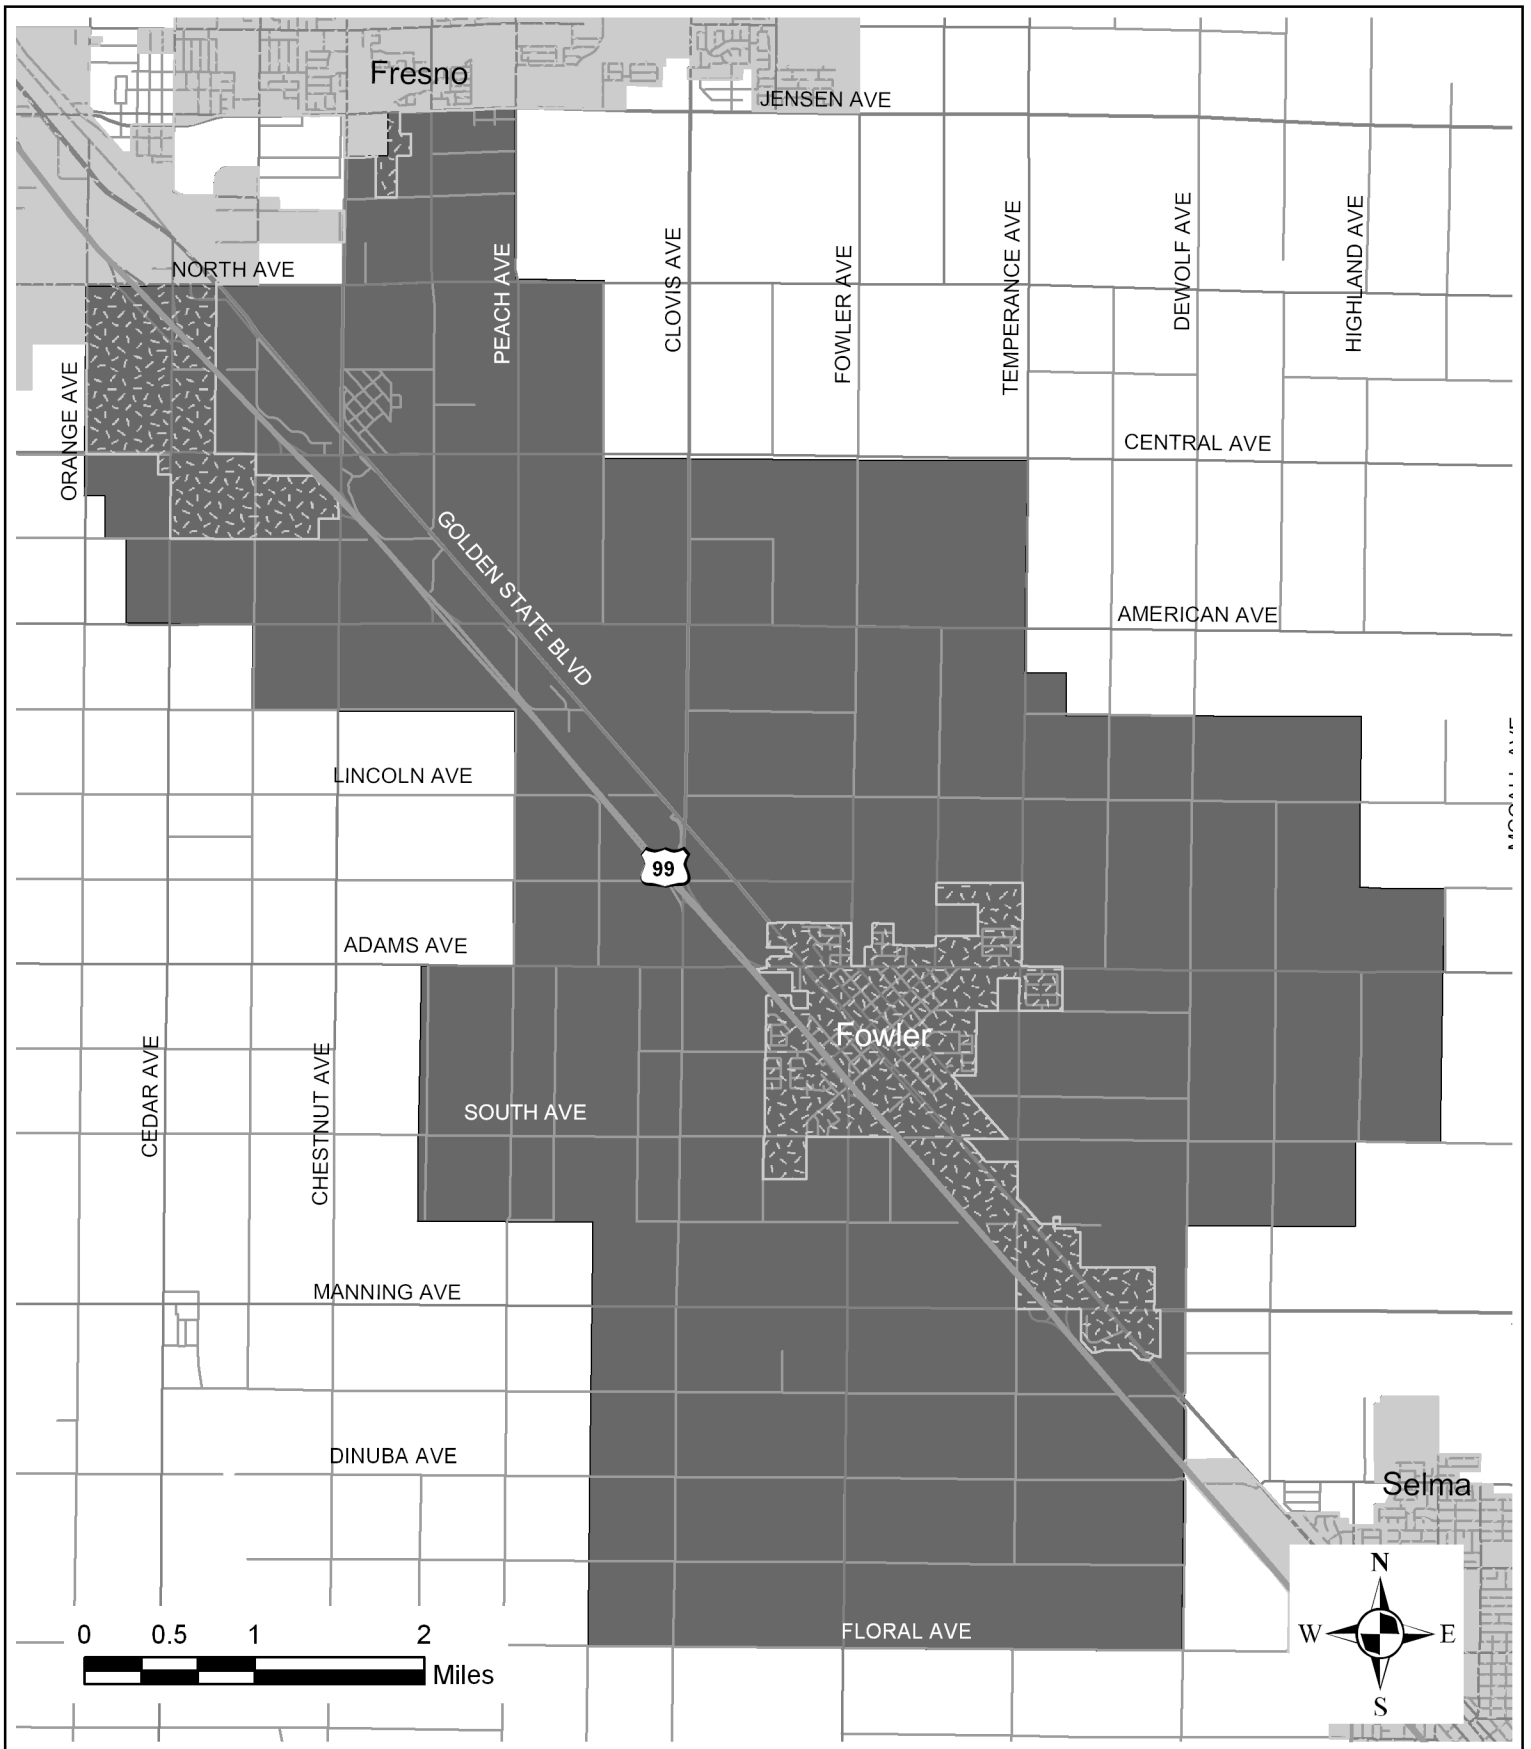 Fresno
JENSEN AVE
NORTH AVE
PEACH AVE
CLOVIS AVE
FOWLER AVE
TEMPERANCE AVE
DEWOLF AVE
HIGHLAND AVE
ORANGE AVE
CENTRAL AVE
GOLDEN STATE BLVD
AMERICAN AVE
LINCOLN AVE
99
ADAMS AVE
Fowler
CEDAR AVE
CHESTNUT AVE
SOUTH AVE
MANNING AVE
DINUBA AVE
Selma
FLORAL AVE
N
W E
S
0 0.5 1 2
Miles